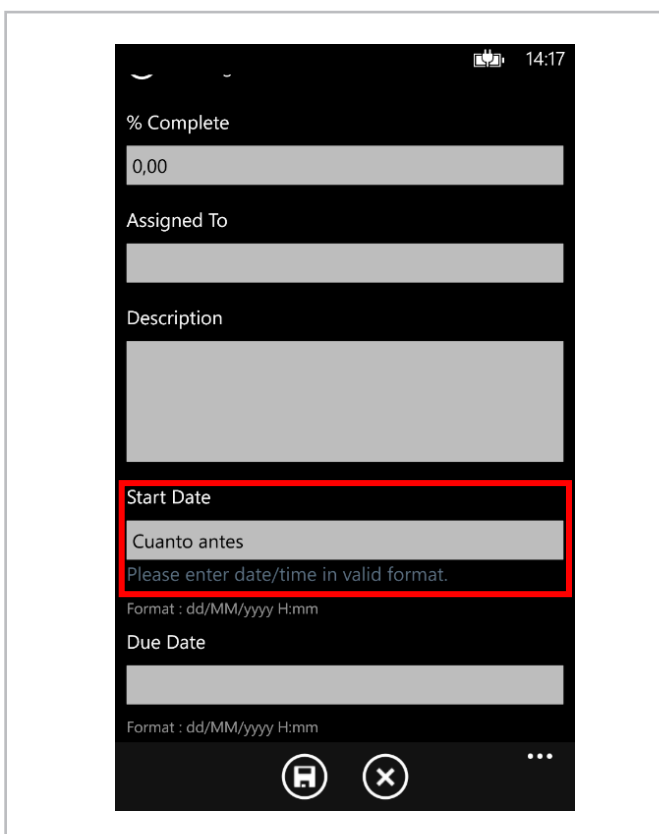 14:17
% Complete
0,00
Assigned To
Description
Start Date
Cuanto antes
Please enter date/time in valid format.
Format : dd/MM/yyyy H:mm
Due Date
Format : dd/MM/yyyy H:mm